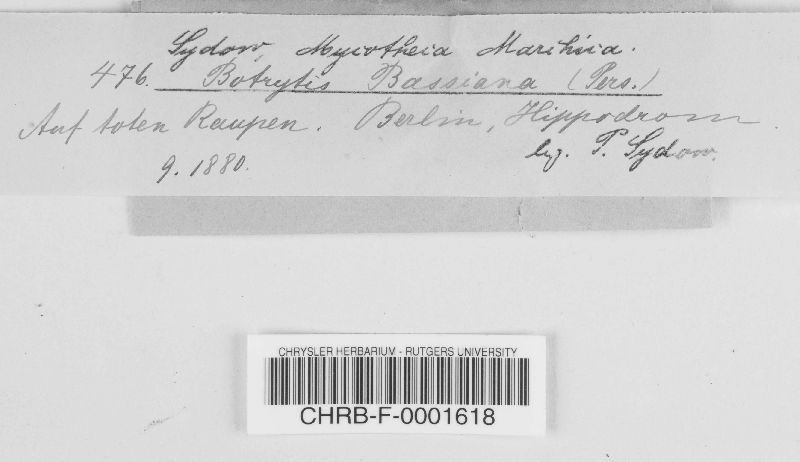 Sydow, Mycotheca Marchica.
476. Botrytis Bassiana (Pers.)
Auf toten Raupen. Berlin, Hippodrom
9. 1880. lg. P. Sydow.
CHRYSLER HERBARIUM - RUTGERS UNIVERSITY
CHRB-F-0001618